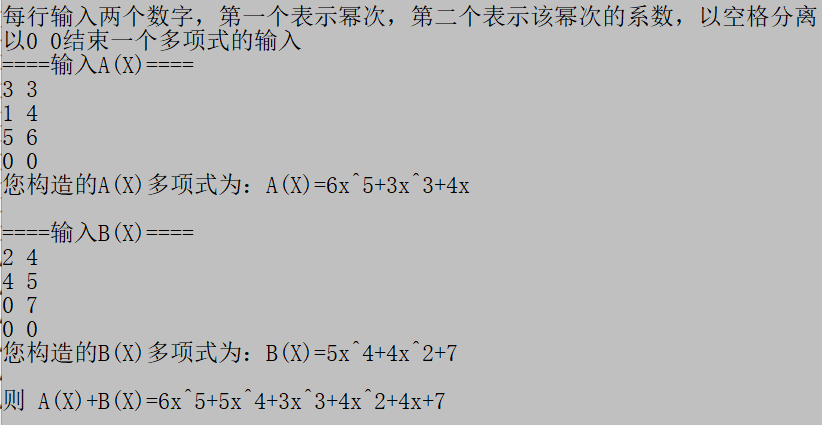 每行输入两个数字，第一个表示幂次，第二个表示该幂次的系数，以空格分离
以0 0结束一个多项式的输入
====输入A(X)====
3 3
1 4
5 6
0 0
您构造的A(X)多项式为：A(X)=6x^5+3x^3+4x
====输入B(X)====
2 4
4 5
0 7
0 0
您构造的B(X)多项式为：B(X)=5x^4+4x^2+7
则 A(X)+B(X)=6x^5+5x^4+3x^3+4x^2+4x+7